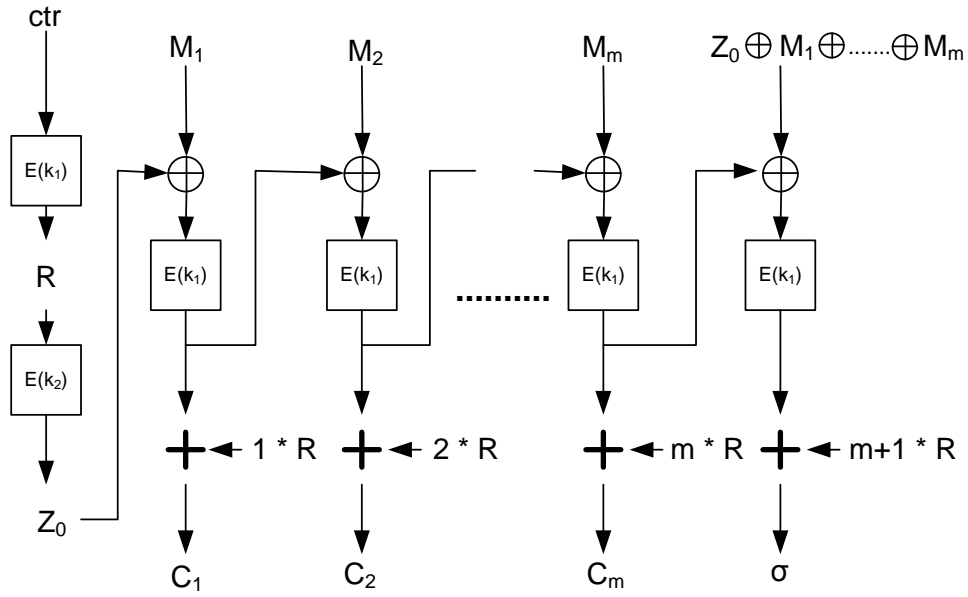 ctr
M₁ M₂ Mₘ Z₀ ⊕ M₁ ⊕ ....... ⊕ Mₘ
E(k₁)
R
E(k₁) E(k₁) E(k₁) E(k₁)
..........
E(k₂)
+ 1 * R + 2 * R + m * R + m+1 * R
Z₀
C₁ C₂ Cₘ σ